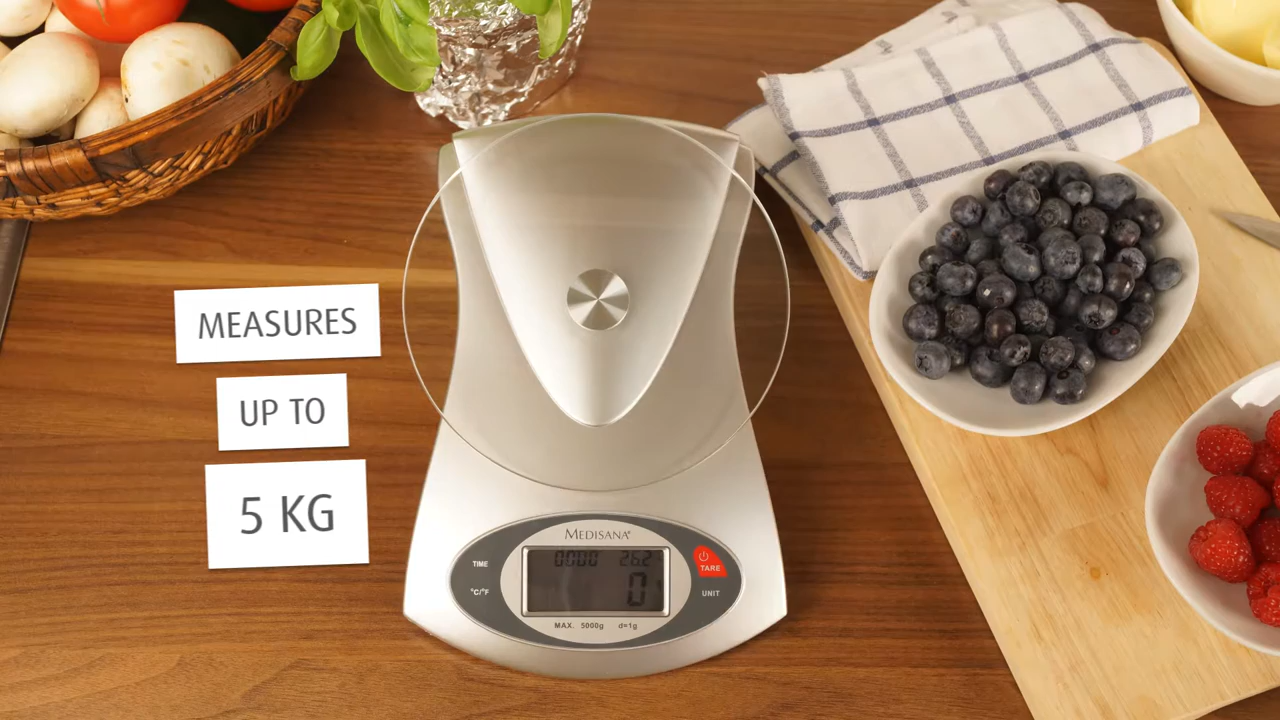 MEASURES
UP TO
5 KG
MEDISANA®
TIME
0000 26.2
TARE
0
°C/°F
UNIT
MAX. 5000g d=1g